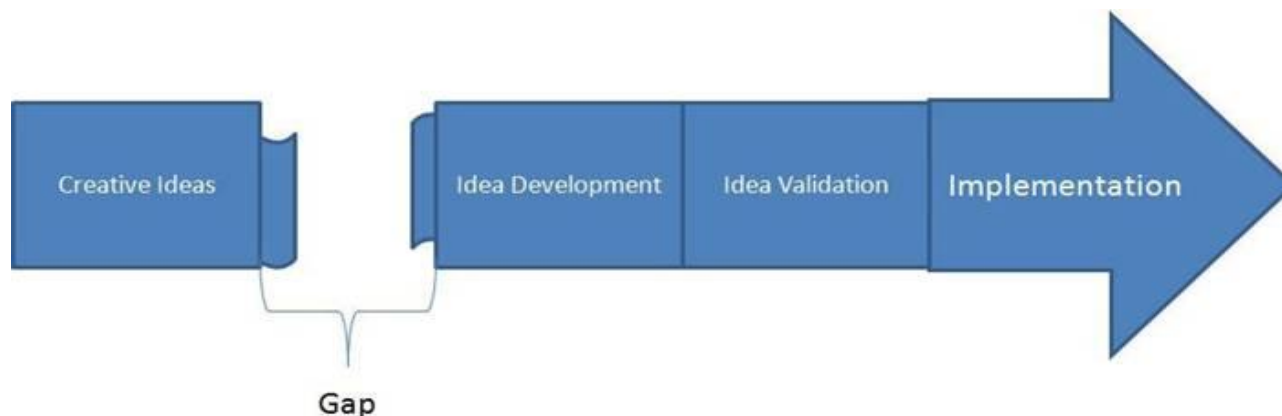 Creative Ideas
Idea Development
Idea Validation
Implementation
Gap